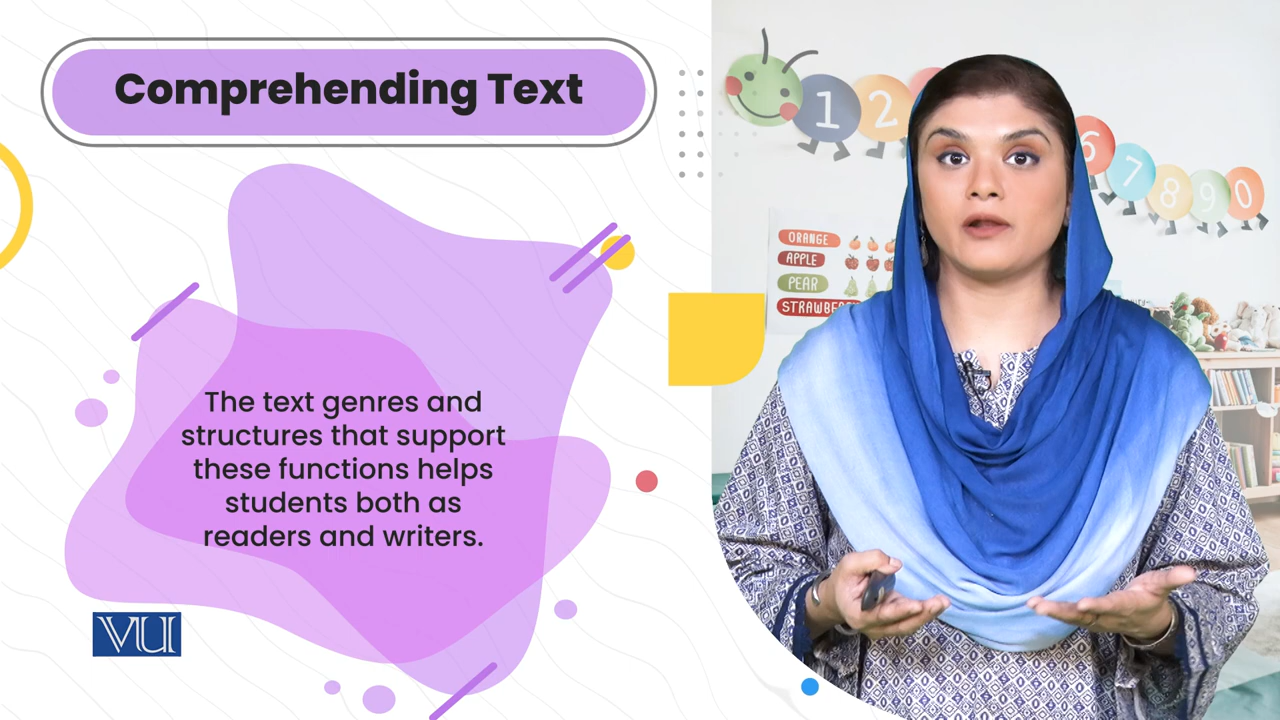 Comprehending Text
The text genres and
structures that support
these functions helps
students both as
readers and writers.
VU
1 2
6 7 8 9 0
ORANGE
APPLE
PEAR